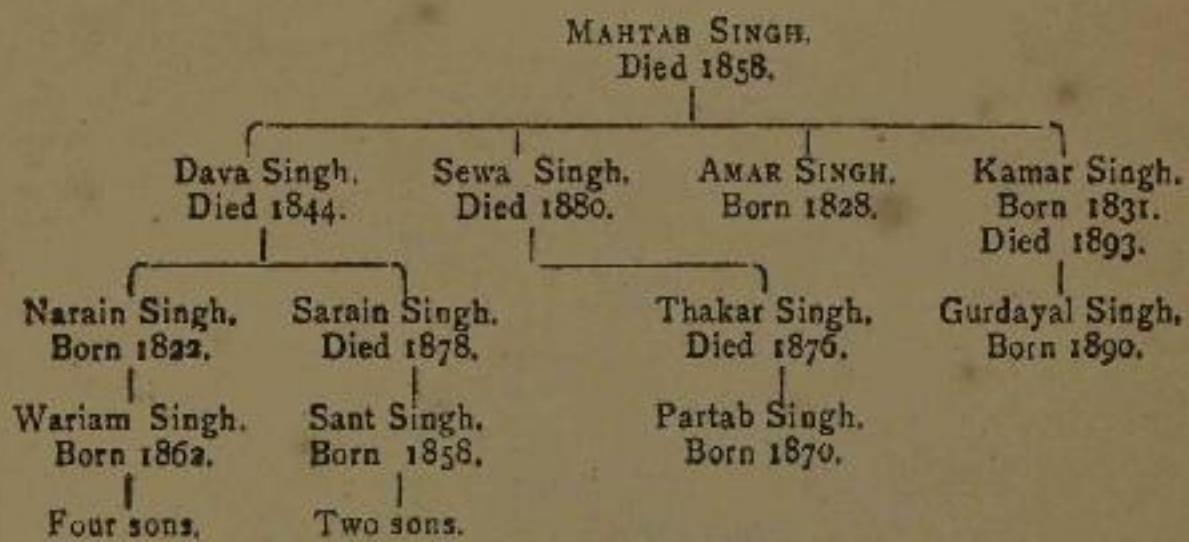 MAHTAB SINGH.
Died 1858.
Dava Singh. Sewa Singh. AMAR SINGH. Kamar Singh.
Died 1844. Died 1880. Born 1828. Born 1831.
Died 1893.
Narain Singh. Sarain Singh. Thakar Singh. Gurdayal Singh.
Born 1822. Died 1878. Died 1876. Born 1890.
Wariam Singh. Sant Singh. Partab Singh.
Born 1862. Born 1858. Born 1870.
Four sons. Two sons.